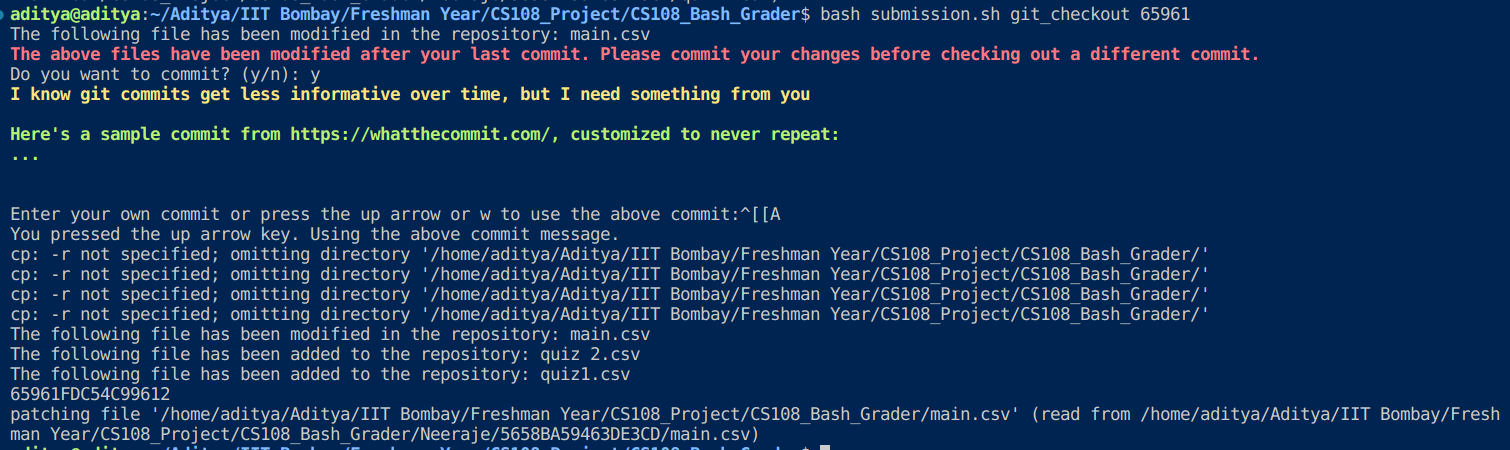 aditya@aditya:~/Aditya/IIT Bombay/Freshman Year/CS108_Project/CS108_Bash_Grader$ bash submission.sh git_checkout 65961
The following file has been modified in the repository: main.csv
The above files have been modified after your last commit. Please commit your changes before checking out a different commit.
Do you want to commit? (y/n): y
I know git commits get less informative over time, but I need something from you
Here's a sample commit from https://whatthecommit.com/, customized to never repeat:
...
Enter your own commit or press the up arrow or w to use the above commit:^[[A
You pressed the up arrow key. Using the above commit message.
cp: -r not specified; omitting directory '/home/aditya/Aditya/IIT Bombay/Freshman Year/CS108_Project/CS108_Bash_Grader/'
cp: -r not specified; omitting directory '/home/aditya/Aditya/IIT Bombay/Freshman Year/CS108_Project/CS108_Bash_Grader/'
cp: -r not specified; omitting directory '/home/aditya/Aditya/IIT Bombay/Freshman Year/CS108_Project/CS108_Bash_Grader/'
cp: -r not specified; omitting directory '/home/aditya/Aditya/IIT Bombay/Freshman Year/CS108_Project/CS108_Bash_Grader/'
The following file has been modified in the repository: main.csv
The following file has been added to the repository: quiz 2.csv
The following file has been added to the repository: quiz1.csv
65961FDC54C99612
patching file '/home/aditya/Aditya/IIT Bombay/Freshman Year/CS108_Project/CS108_Bash_Grader/main.csv' (read from /home/aditya/Aditya/IIT Bombay/Fresh
man Year/CS108_Project/CS108_Bash_Grader/Neeraje/5658BA59463DE3CD/main.csv)